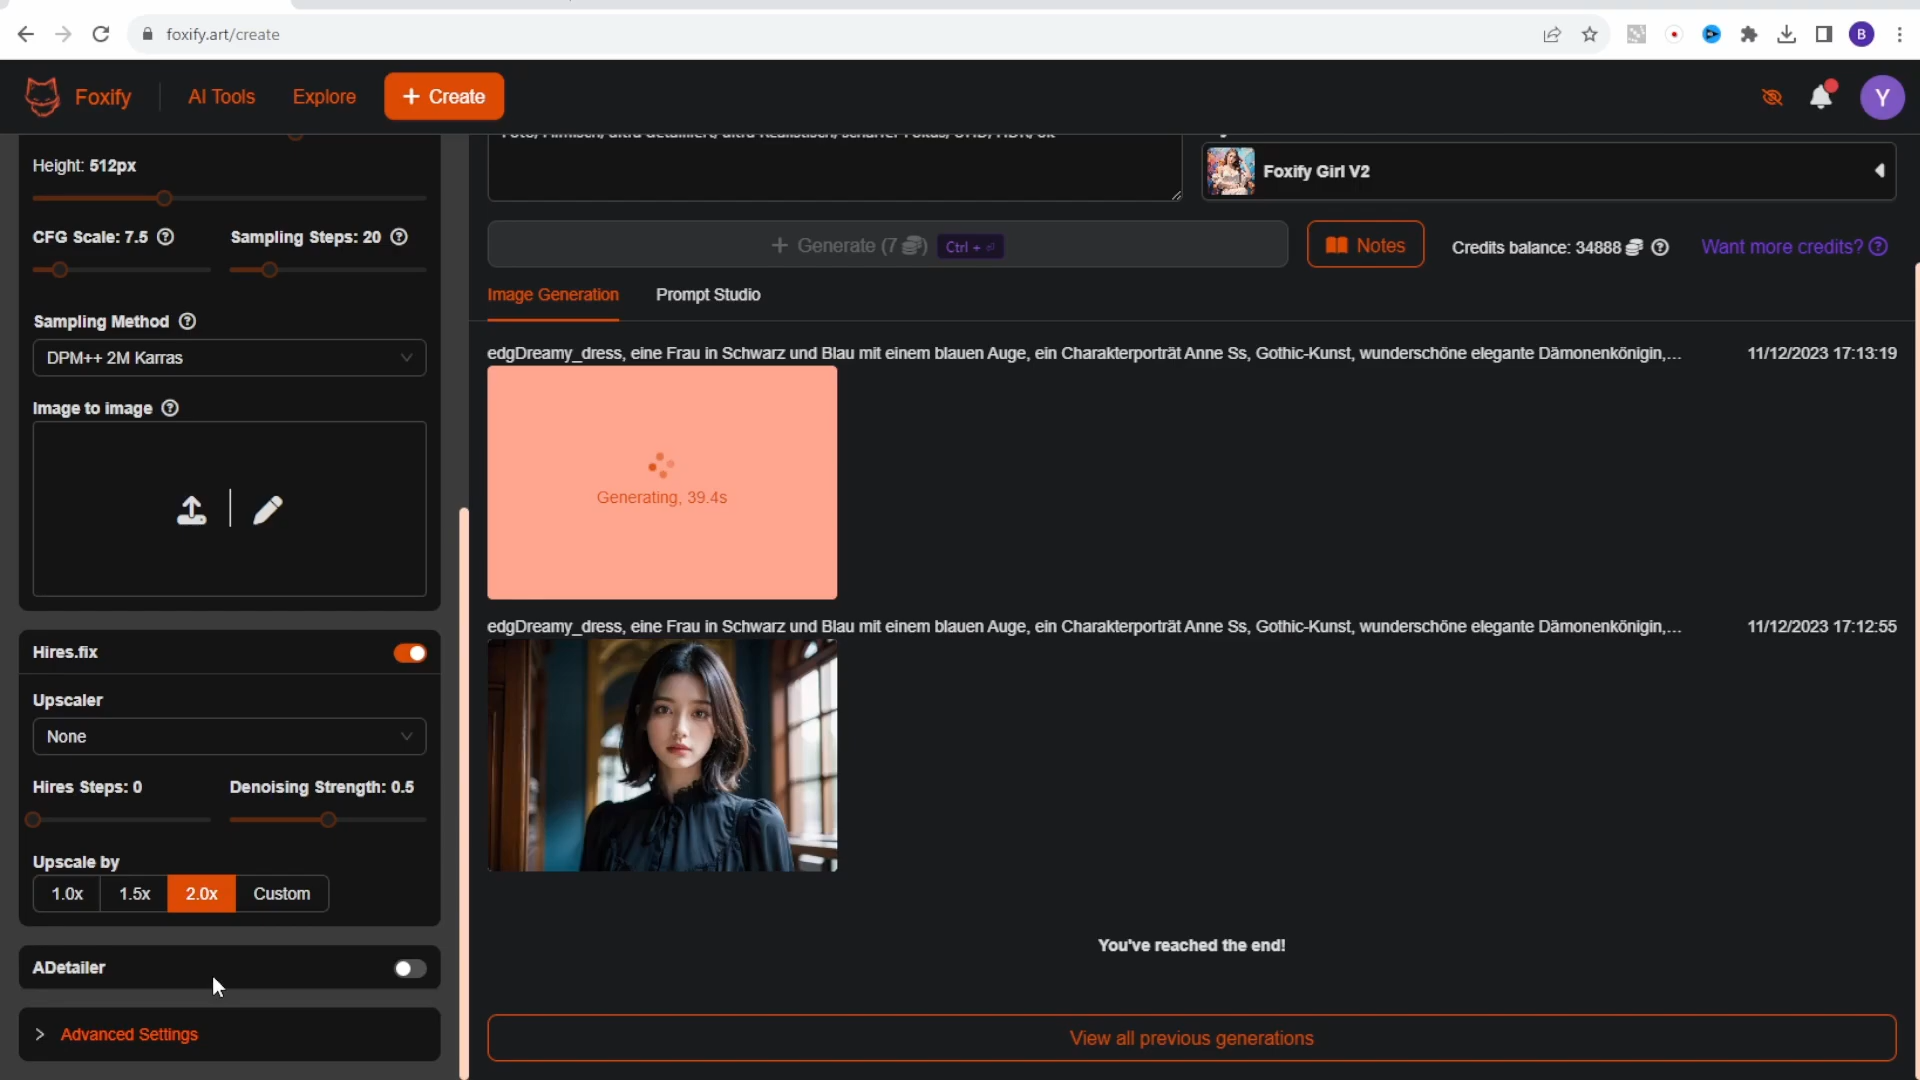 foxify.art/create
B
Foxify
AI Tools
Explore
+ Create
Y
Height: 512px
CFG Scale: 7.5
Sampling Steps: 20
Sampling Method
DPM++ 2M Karras
Image to image
Hires.fix
Upscaler
None
Hires Steps: 0
Denoising Strength: 0.5
Upscale by
1.0x
1.5x
2.0x
Custom
ADetailer
Advanced Settings
Foxify Girl V2
+ Generate (7 )
Ctrl +
Notes
Credits balance: 34888
Want more credits?
Image Generation
Prompt Studio
edgDreamy_dress, eine Frau in Schwarz und Blau mit einem blauen Auge, ein Charakterporträt Anne Ss, Gothic-Kunst, wunderschöne elegante Dämonenkönigin,...
11/12/2023 17:13:19
Generating, 39.4s
edgDreamy_dress, eine Frau in Schwarz und Blau mit einem blauen Auge, ein Charakterporträt Anne Ss, Gothic-Kunst, wunderschöne elegante Dämonenkönigin,...
11/12/2023 17:12:55
You've reached the end!
View all previous generations